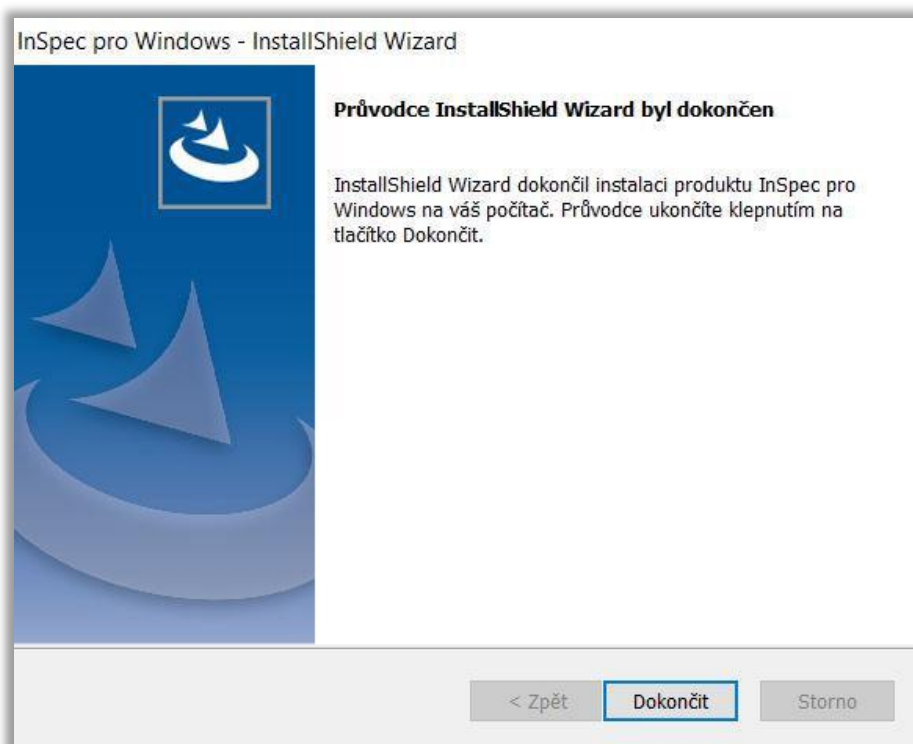 InSpec pro Windows - InstallShield Wizard
Průvodce InstallShield Wizard byl dokončen
InstallShield Wizard dokončil instalaci produktu InSpec pro
Windows na váš počítač. Průvodce ukončíte klepnutím na
tlačítko Dokončit.
< Zpět Dokončit Storno